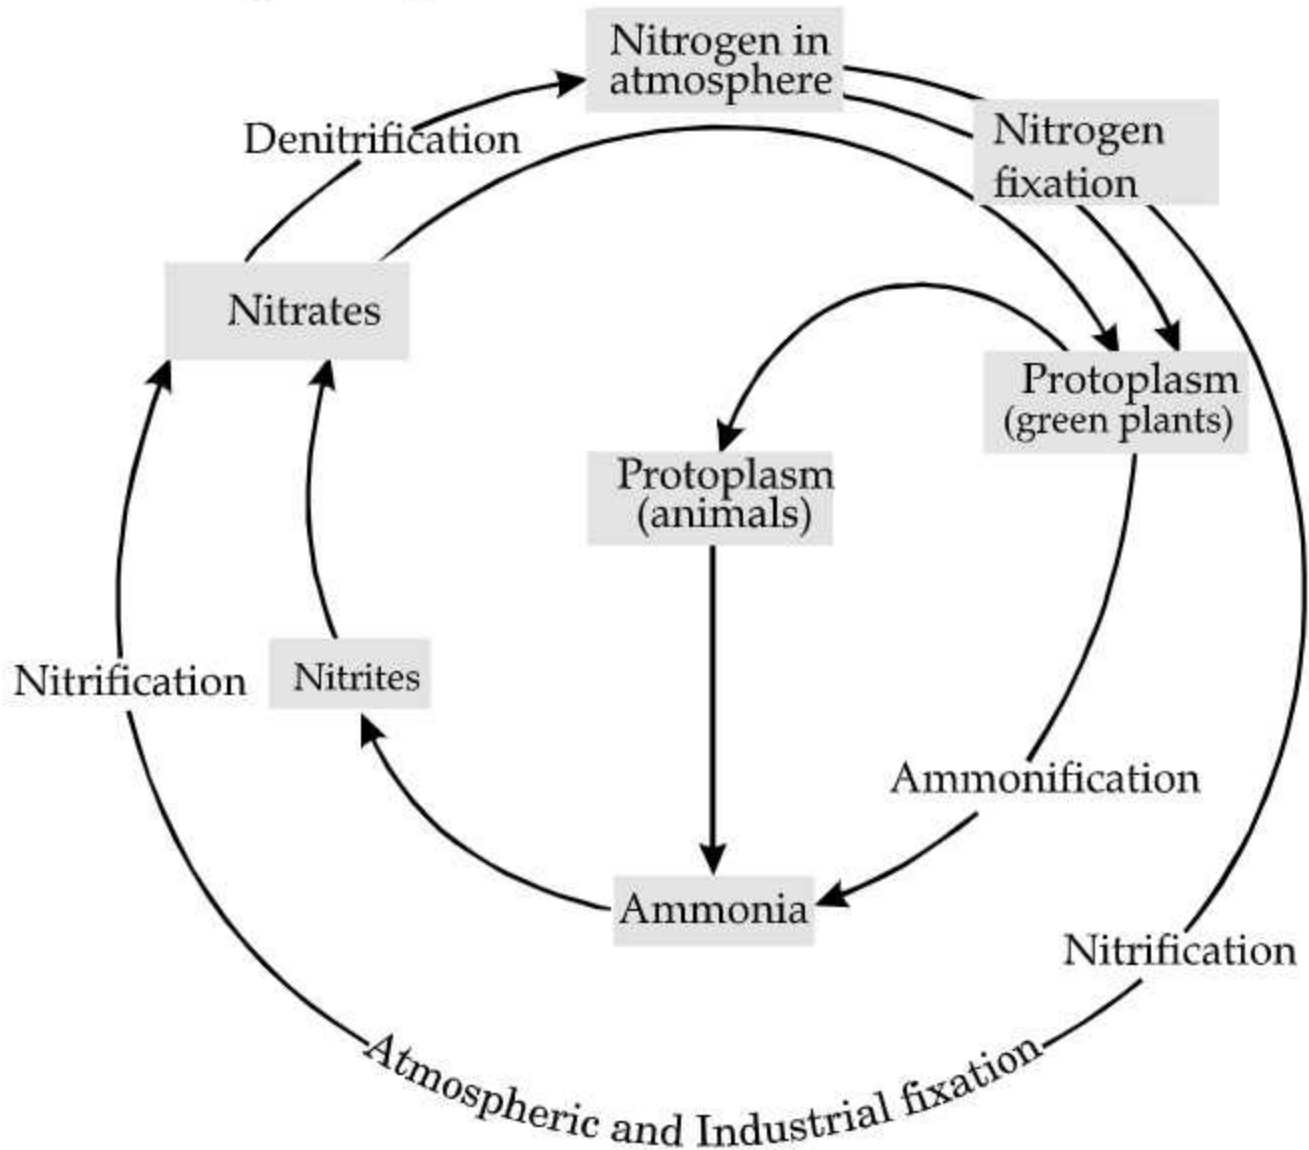 Nitrogen in
atmosphere
Nitrogen
fixation
Denitrification
Nitrates
Protoplasm
(green plants)
Protoplasm
(animals)
Nitrification
Nitrites
Ammonification
Ammonia
Nitrification
Atmospheric and Industrial fixation